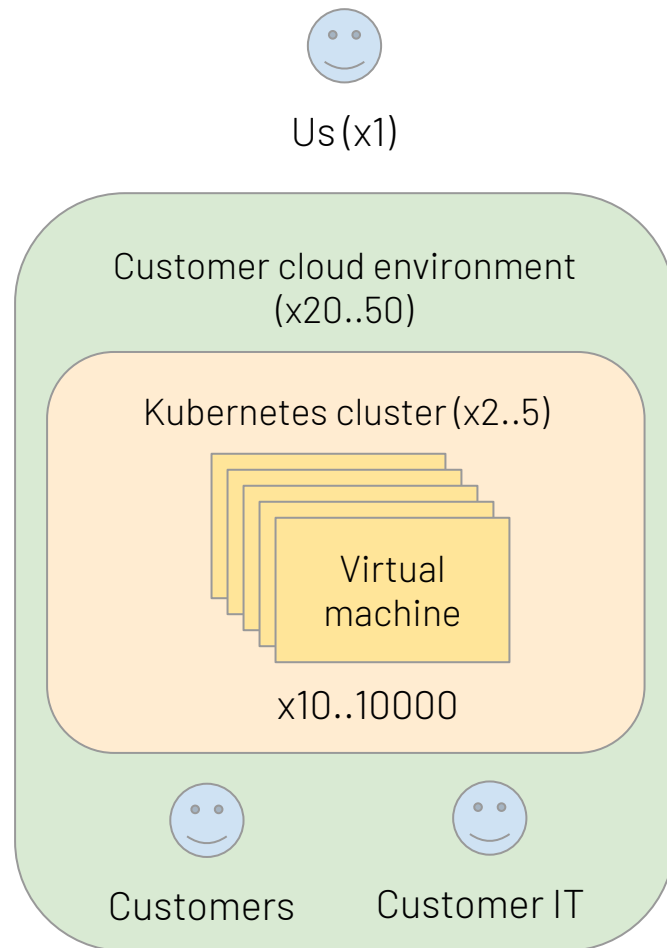 Us (x1)
Customer cloud environment
(x20..50)
Kubernetes cluster (x2..5)
Virtual
machine
x10..10000
Customers
Customer IT